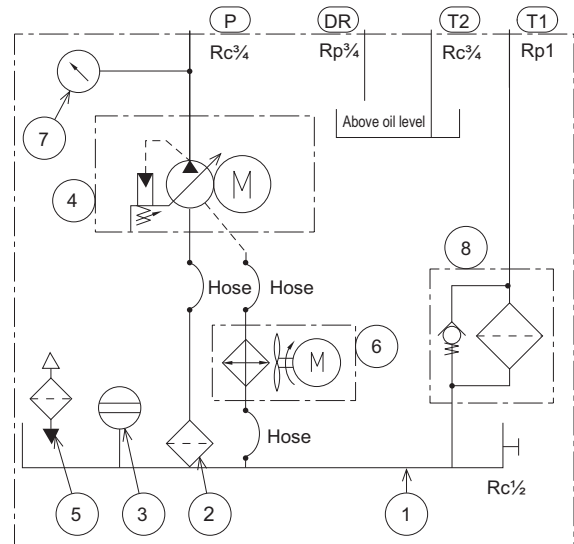 P DR T2 T1
Rc¾ Rp¾ Rc¾ Rp1
7
Above oil level
4
M
8
Hose Hose
6
M
Hose
Rc½
5 3 2 1